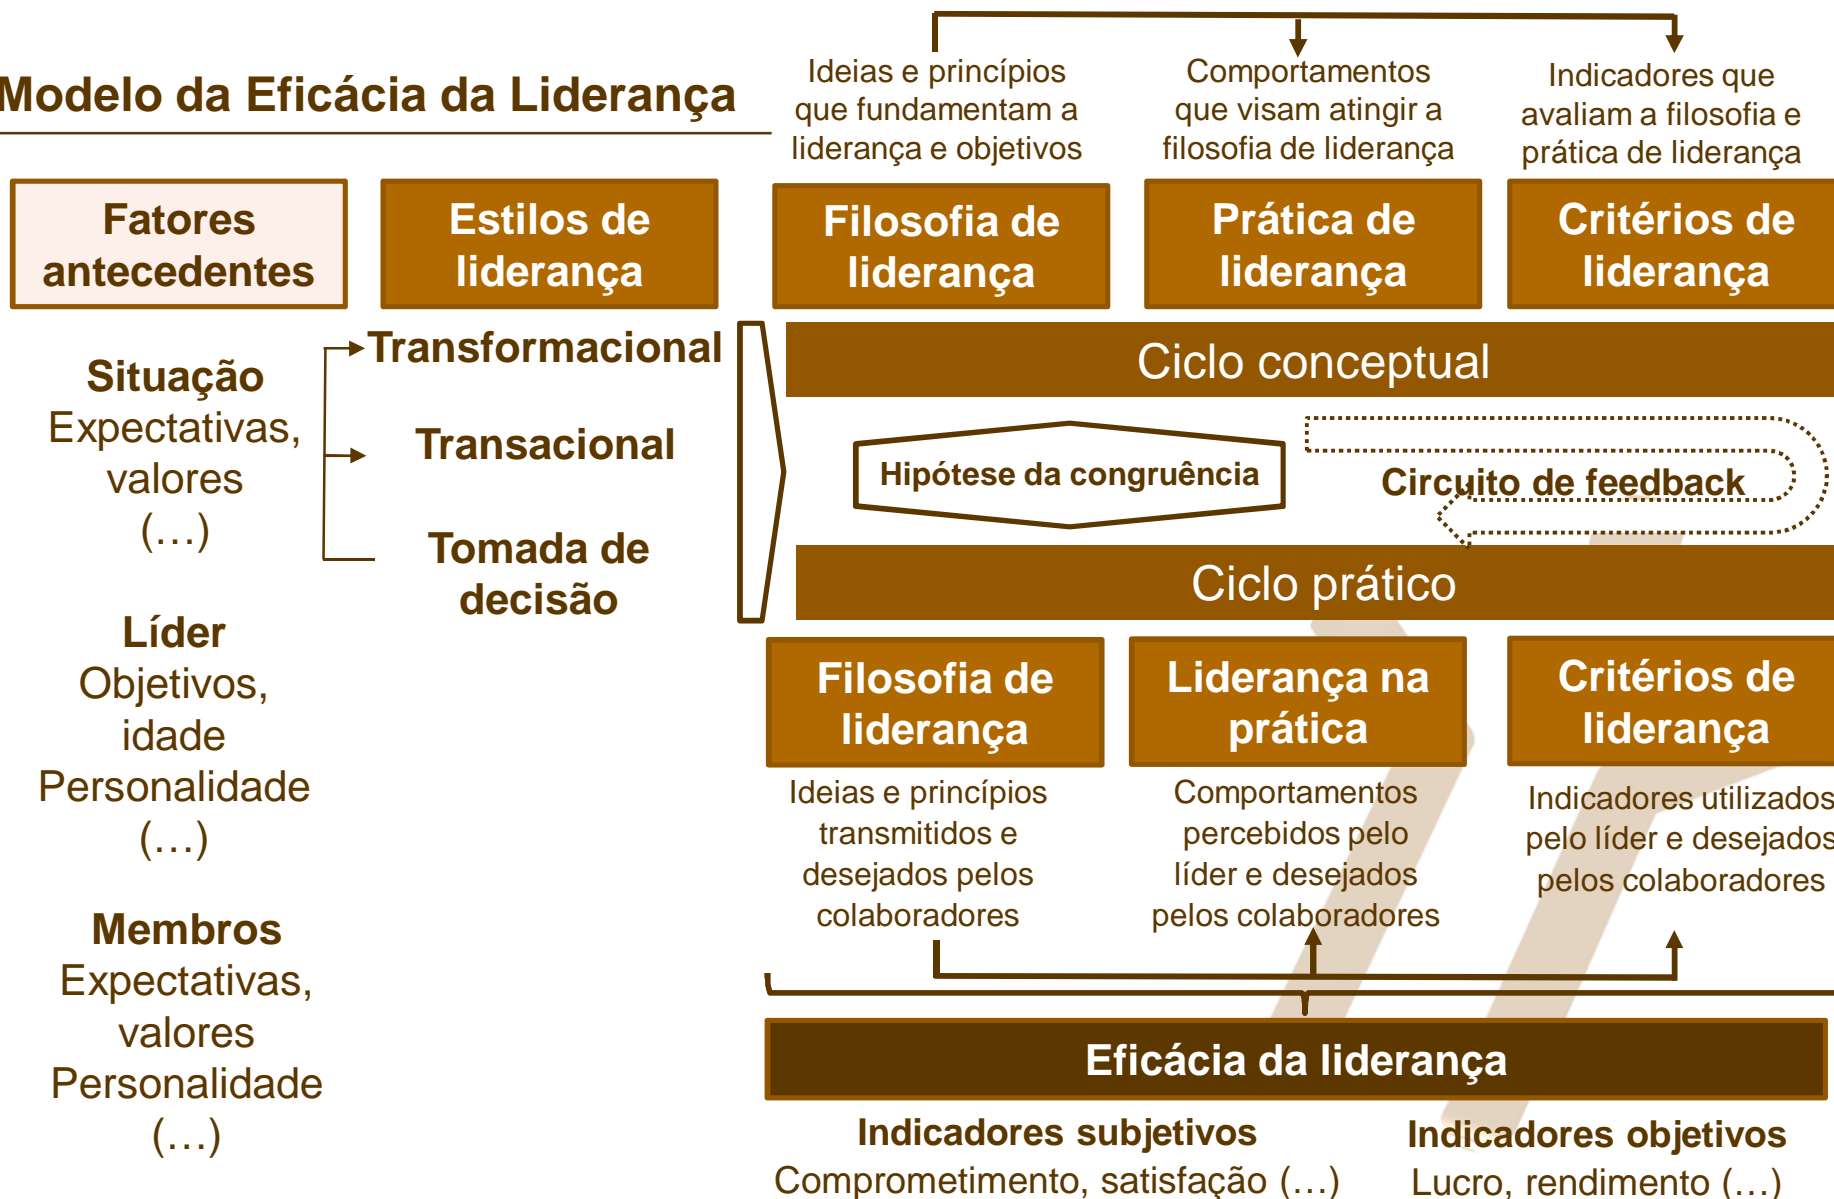 Modelo da Eficácia da Liderança
Ideias e princípios
que fundamentam a
liderança e objetivos
Comportamentos
que visam atingir a
filosofia de liderança
Indicadores que
avaliam a filosofia e
prática de liderança
Fatores
antecedentes
Estilos de
liderança
Filosofia de
liderança
Prática de
liderança
Critérios de
liderança
Situação
Expectativas,
valores
(…)
Líder
Objetivos,
idade
Personalidade
(…)
Membros
Expectativas,
valores
Personalidade
(…)
Transformacional
Transacional
Tomada de
decisão
Ciclo conceptual
Hipótese da congruência
Circuito de feedback
Ciclo prático
Filosofia de
liderança
Liderança na
prática
Critérios de
liderança
Ideias e princípios
transmitidos e
desejados pelos
colaboradores
Comportamentos
percebidos pelo
líder e desejados
pelos colaboradores
Indicadores utilizados
pelo líder e desejados
pelos colaboradores
Eficácia da liderança
Indicadores subjetivos
Comprometimento, satisfação (…)
Indicadores objetivos
Lucro, rendimento (…)